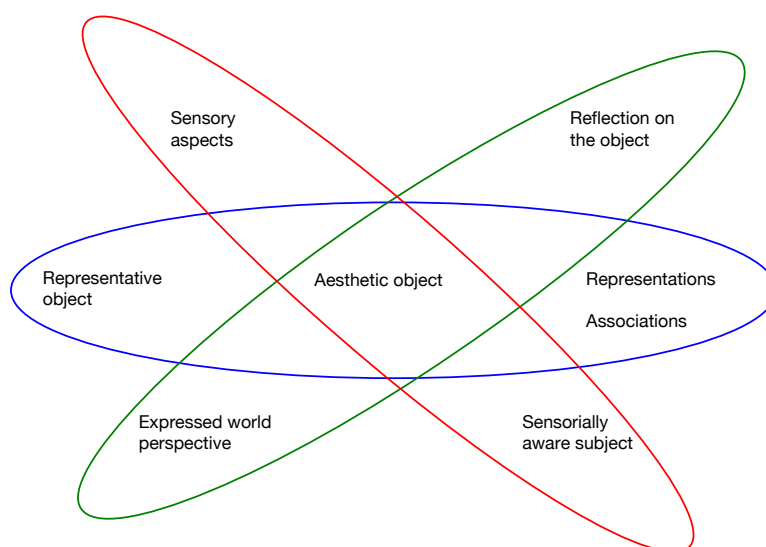 Sensory
aspects
Reflection on
the object
Representative
object
Aesthetic object
Representations
Associations
Expressed world
perspective
Sensorially
aware subject